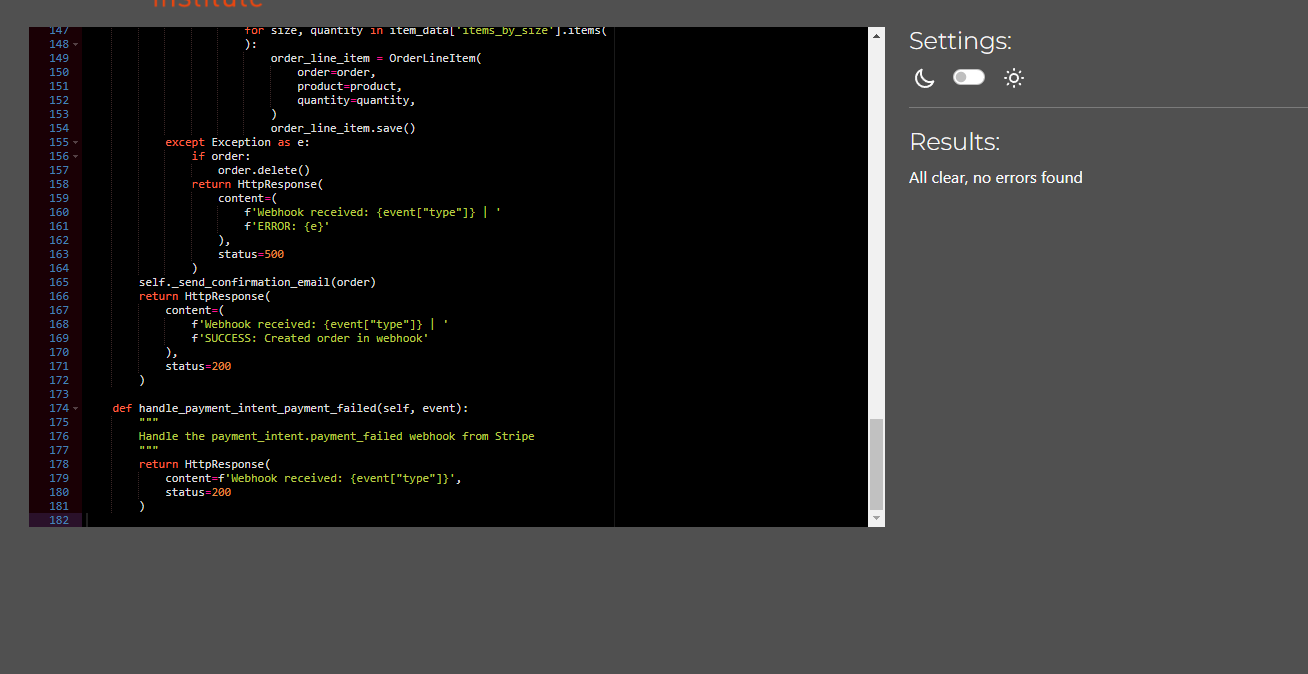 institute
147 for size, quantity in item_data['items_by_size'].items(
148 ):
149 order_line_item = OrderLineItem(
150 order=order,
151 product=product,
152 quantity=quantity,
153 )
154 order_line_item.save()
155 except Exception as e:
156 if order:
157 order.delete()
158 return HttpResponse(
159 content=(
160 f'Webhook received: {event["type"]} | '
161 f'ERROR: {e}'
162 ),
163 status=500
164 )
165 self._send_confirmation_email(order)
166 return HttpResponse(
167 content=(
168 f'Webhook received: {event["type"]} | '
169 f'SUCCESS: Created order in webhook'
170 ),
171 status=200
172 )
173
174 def handle_payment_intent_payment_failed(self, event):
175 """
176 Handle the payment_intent.payment_failed webhook from Stripe
177 """
178 return HttpResponse(
179 content=f'Webhook received: {event["type"]}',
180 status=200
181 )
182
Settings:
Results:
All clear, no errors found